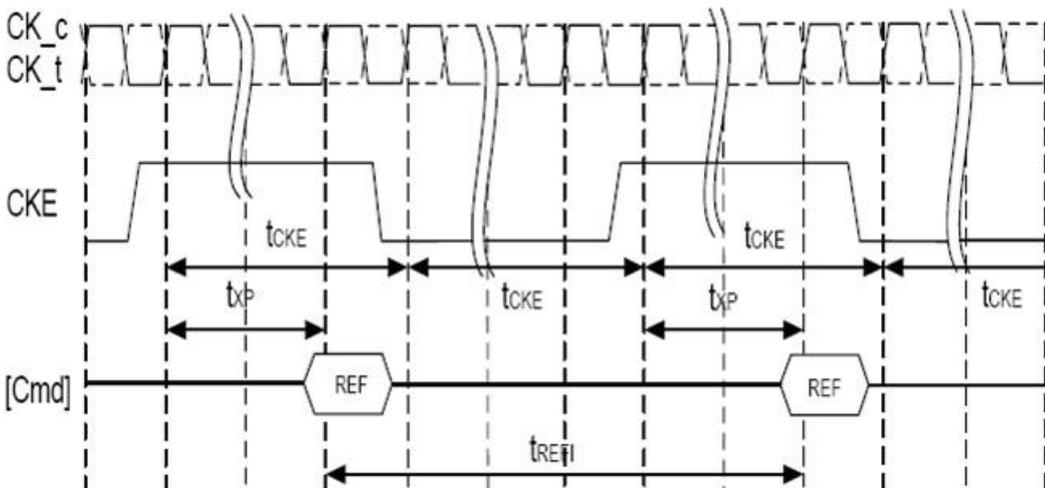 CK_c
CK_t
CKE
tCKE tCKE
tXP tCKE tXP tCKE
[Cmd] REF REF
tREFI